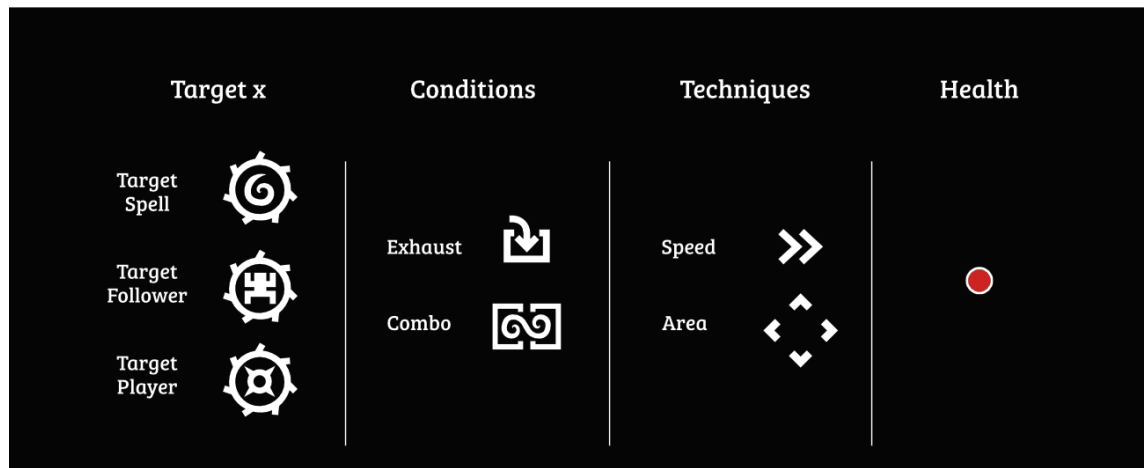 Target x
Conditions
Techniques
Health
Target
Spell
Target
Follower
Target
Player
Exhaust
Combo
Speed
Area